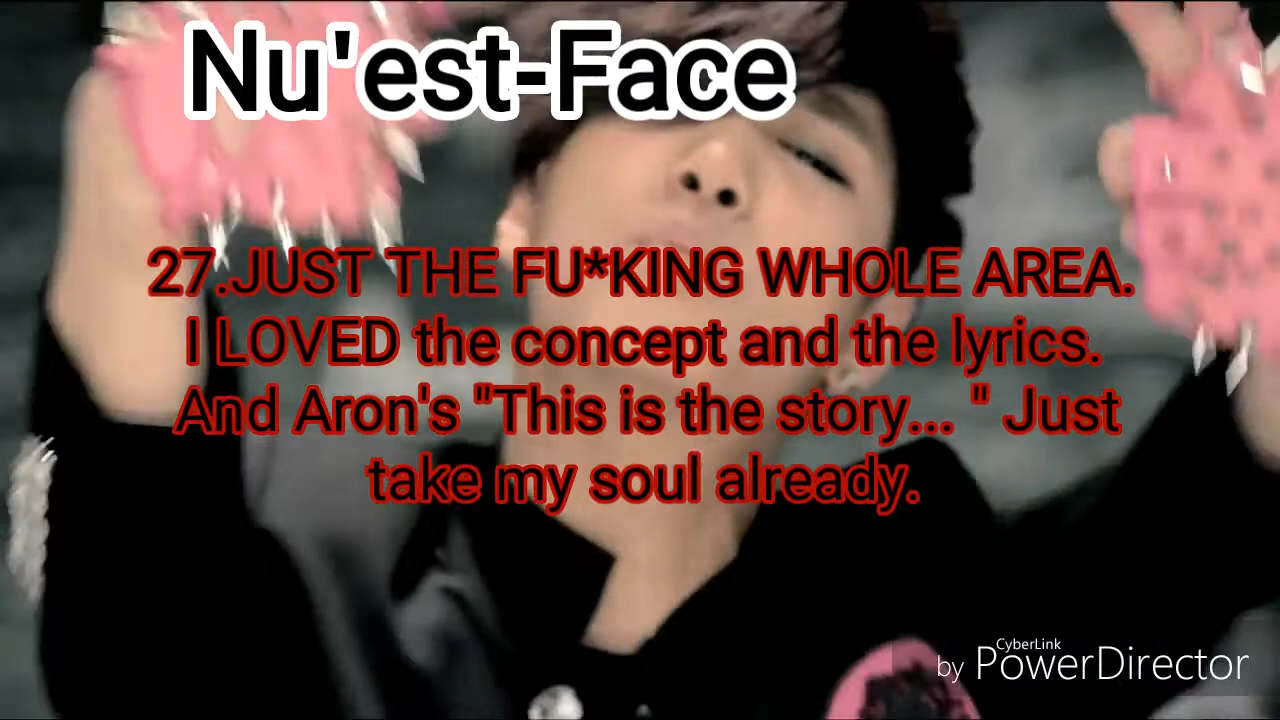 Nu'est-Face
27.JUST THE FU*KING WHOLE AREA.
I LOVED the concept and the lyrics.
And Aron's "This is the story... " Just
take my soul already.
CyberLink
by PowerDirector